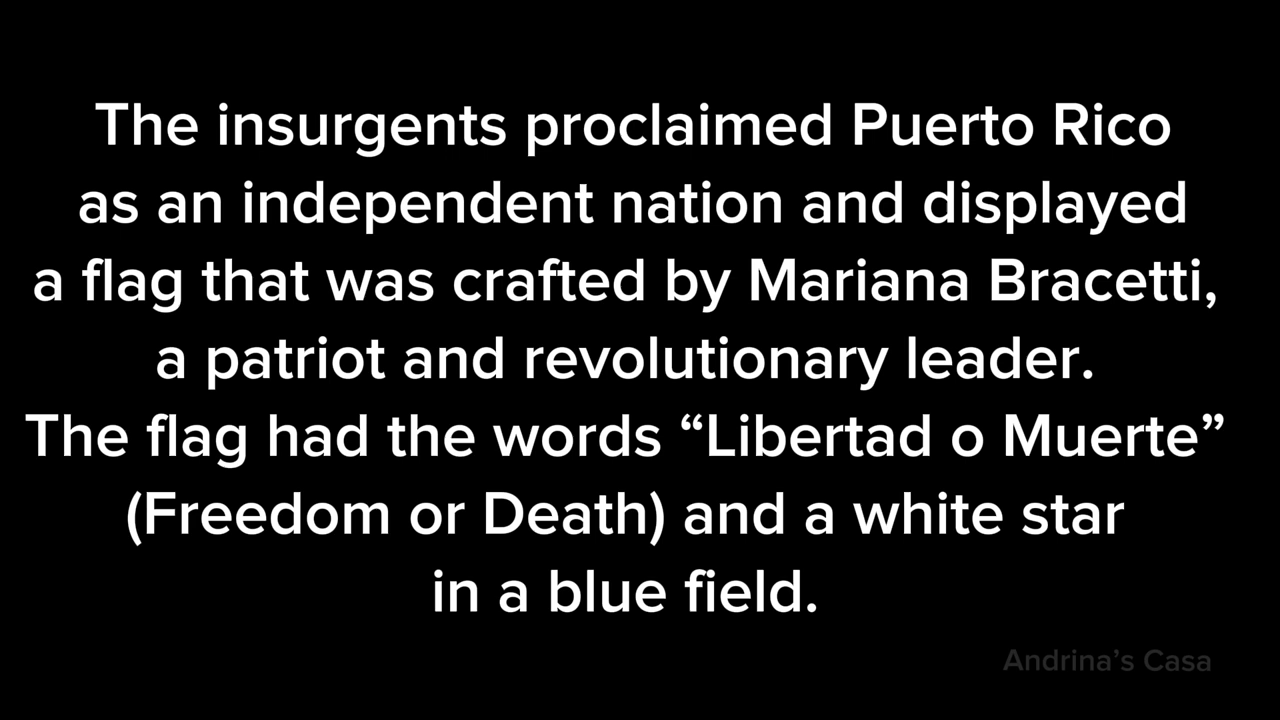 The insurgents proclaimed Puerto Rico
as an independent nation and displayed
a flag that was crafted by Mariana Bracetti,
a patriot and revolutionary leader.
The flag had the words “Libertad o Muerte”
(Freedom or Death) and a white star
in a blue field.
Andrina’s Casa